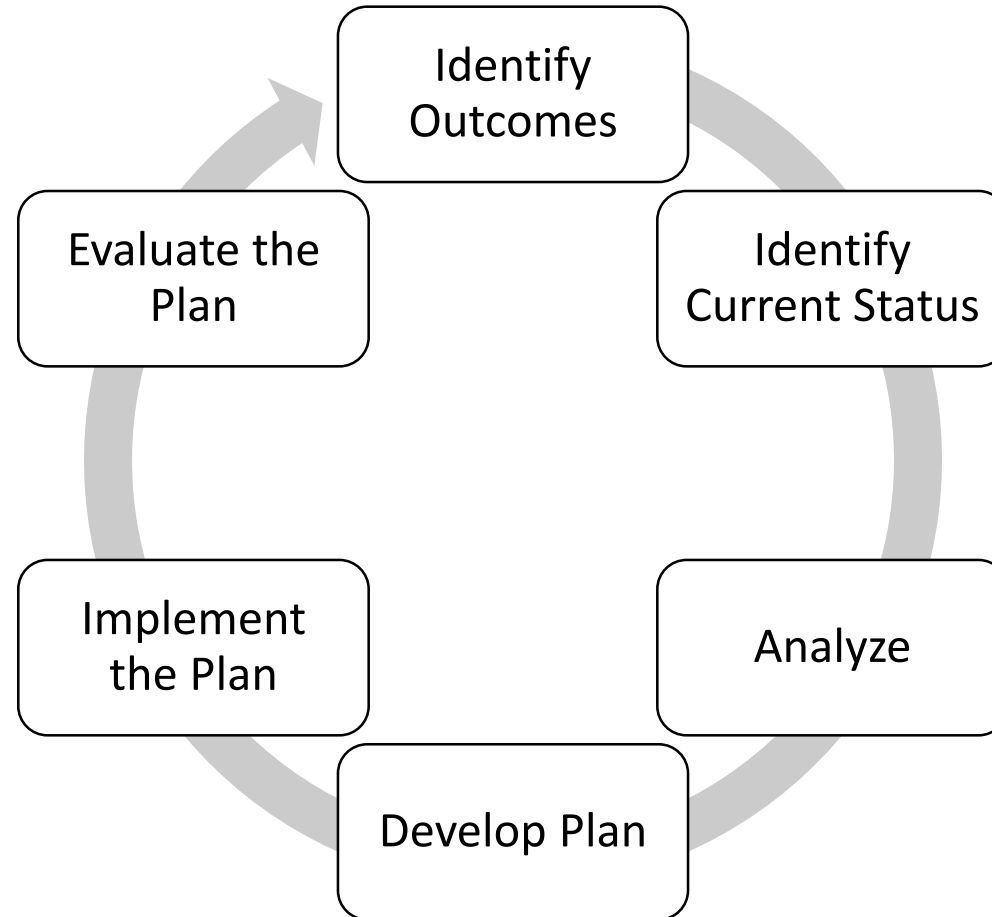 Identify
Outcomes
Identify
Current Status
Analyze
Develop Plan
Implement
the Plan
Evaluate the
Plan